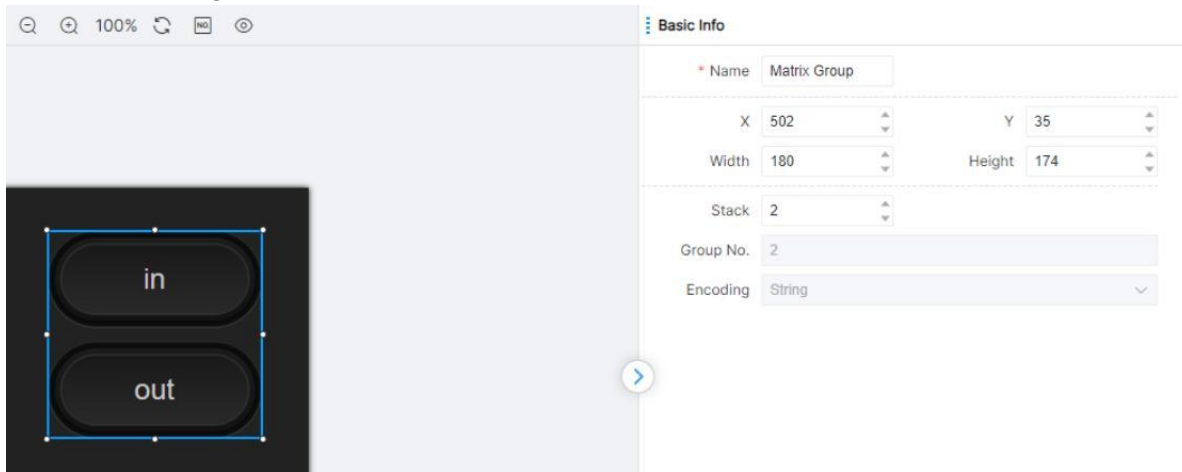 100% NO. Basic Info
* Name Matrix Group
X 502 Y 35
Width 180 Height 174
Stack 2
in Group No. 2
Encoding String
out